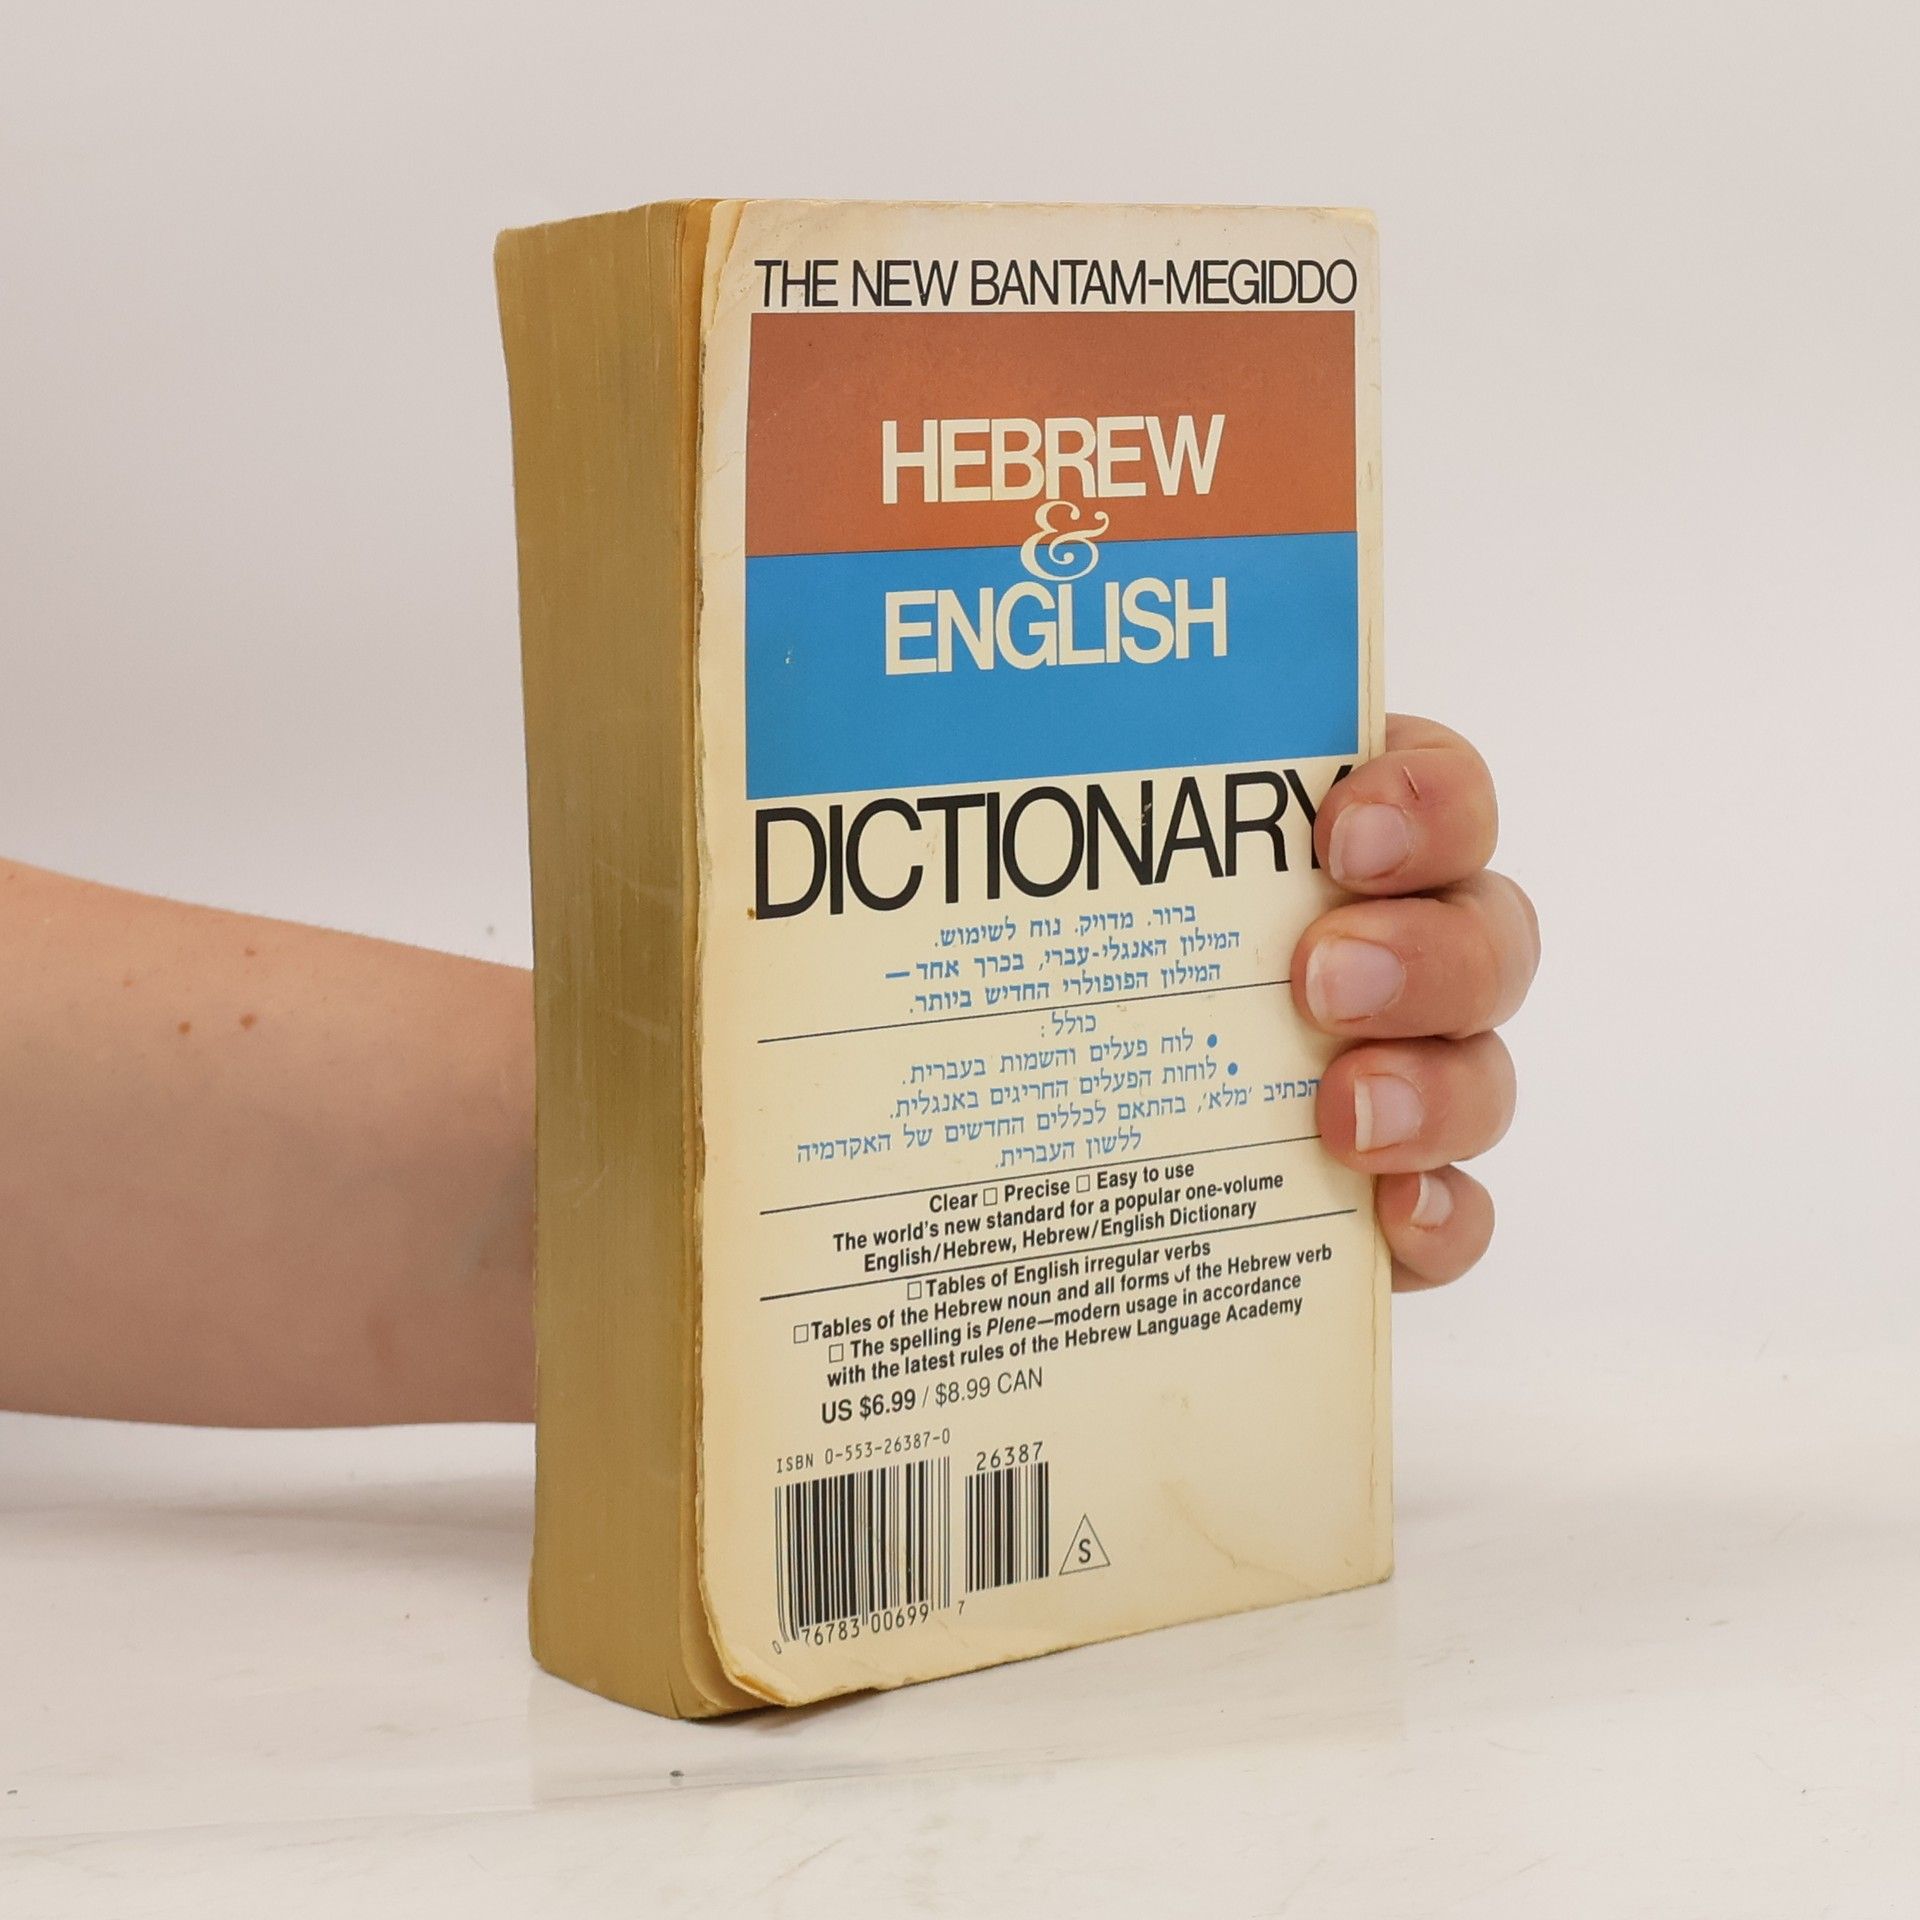 THE NEW BANTAM-MEGIDDO
HEBREW
&
ENGLISH
DICTIONARY
ברור. מדויק. נוח לשימוש.
המילון האנגלי-עברי, בכרך אחד —
המילון הפופולרי החדיש ביותר.
כולל:
• לוח פעלים והשמות בעברית.
• לוחות הפעלים החריגים באנגלית.
הכתיב 'מלא', בהתאם לכללים החדשים של האקדמיה
ללשון העברית.
Clear □ Precise □ Easy to use
The world's new standard for a popular one-volume
English/Hebrew, Hebrew/English Dictionary
□ Tables of English irregular verbs
□ Tables of the Hebrew noun and all forms of the Hebrew verb
□ The spelling is Plene—modern usage in accordance
with the latest rules of the Hebrew Language Academy
US $6.99 / $8.99 CAN
ISBN 0-553-26387-0
26387
0 76783 00699 7
S